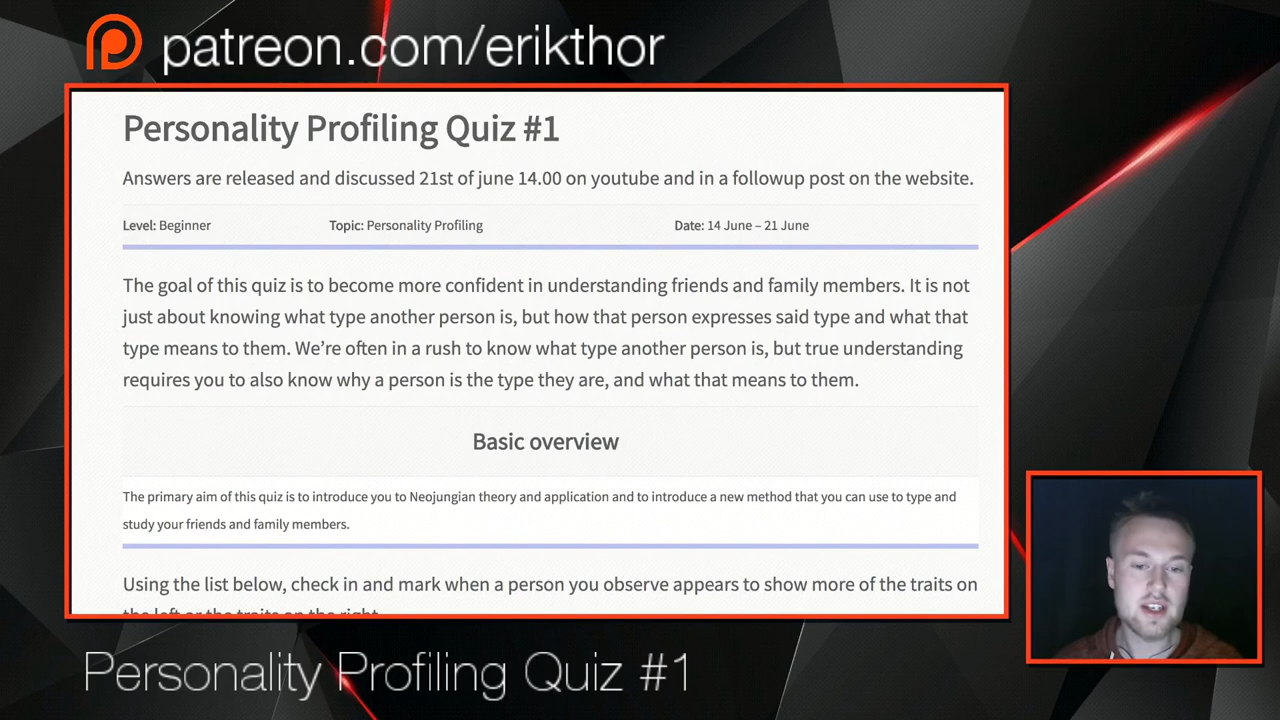 patreon.com/erikthor
Personality Profiling Quiz #1
Answers are released and discussed 21st of june 14.00 on youtube and in a followup post on the website.
Level: Beginner Topic: Personality Profiling Date: 14 June – 21 June
The goal of this quiz is to become more confident in understanding friends and family members. It is not
just about knowing what type another person is, but how that person expresses said type and what that
type means to them. We’re often in a rush to know what type another person is, but true understanding
requires you to also know why a person is the type they are, and what that means to them.
Basic overview
The primary aim of this quiz is to introduce you to Neojungian theory and application and to introduce a new method that you can use to type and
study your friends and family members.
Using the list below, check in and mark when a person you observe appears to show more of the traits on
the left or the traits on the right
Personality Profiling Quiz #1